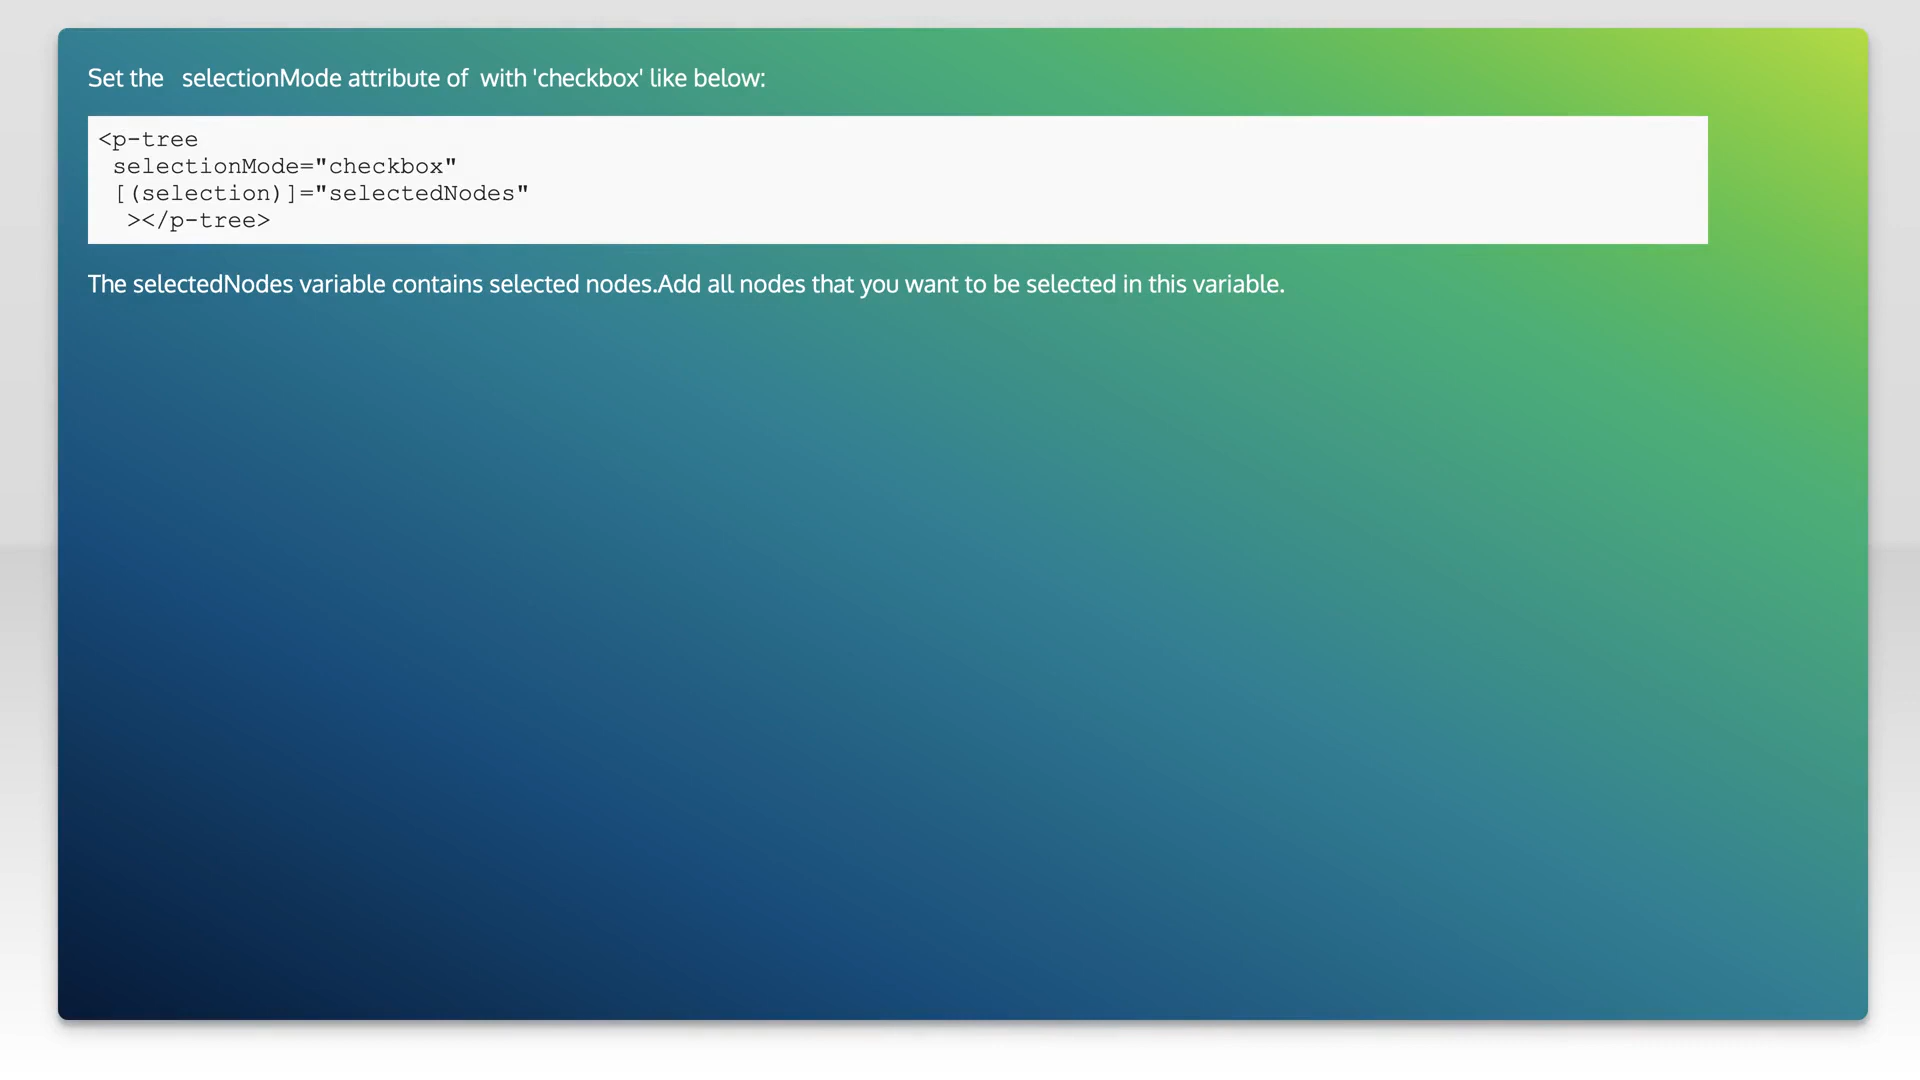 Set the   selectionMode attribute of  with 'checkbox' like below:
<p-tree
 selectionMode="checkbox"
 [(selection)]="selectedNodes"
  ></p-tree>
The selectedNodes variable contains selected nodes.Add all nodes that you want to be selected in this variable.